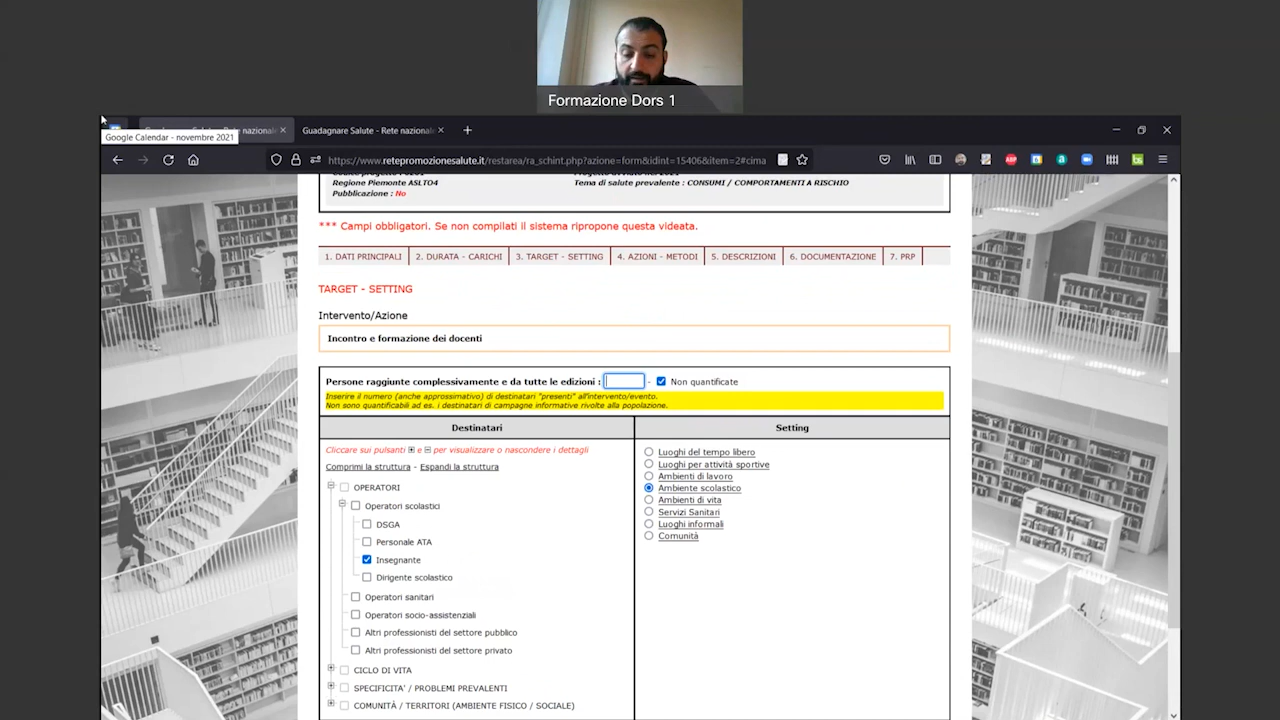 Formazione Dors 1
Guadagnare Salute - Rete nazionale
Google Calendar - novembre 2021
https://www.retepromozionesalute.it/restarea/ra_schint.php?azione=form&idint=15406&item=2#cima
Regione Piemonte ASLTO4
Tema di salute prevalente : CONSUMI / COMPORTAMENTI A RISCHIO
Pubblicazione : No
*** Campi obbligatori. Se non compilati il sistema ripropone questa videata.
1. DATI PRINCIPALI
2. DURATA - CARICHI
3. TARGET - SETTING
4. AZIONI - METODI
5. DESCRIZIONI
6. DOCUMENTAZIONE
7. PRP
TARGET - SETTING
Intervento/Azione
Incontro e formazione dei docenti
Persone raggiunte complessivamente e da tutte le edizioni : - Non quantificate
Inserire il numero (anche approssimativo) di destinatari "presenti" all'intervento/evento.
Non sono quantificabili ad es. i destinatari di campagne informative rivolte alla popolazione.
Destinatari
Setting
Cliccare sui pulsanti e per visualizzare o nascondere i dettagli
Comprimi la struttura - Espandi la struttura
OPERATORI
Operatori scolastici
DSGA
Personale ATA
Insegnante
Dirigente scolastico
Operatori sanitari
Operatori socio-assistenziali
Altri professionisti del settore pubblico
Altri professionisti del settore privato
CICLO DI VITA
SPECIFICITA' / PROBLEMI PREVALENTI
COMUNITÀ / TERRITORI (AMBIENTE FISICO / SOCIALE)
Luoghi del tempo libero
Luoghi per attività sportive
Ambienti di lavoro
Ambiente scolastico
Ambienti di vita
Servizi Sanitari
Luoghi informali
Comunità